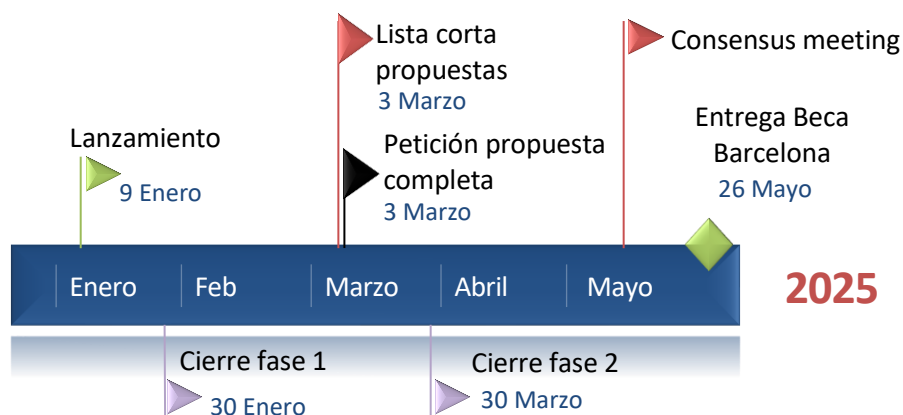 Lista corta
propuestas
3 Marzo
Consensus meeting
Lanzamiento
9 Enero
Petición propuesta
completa
3 Marzo
Entrega Beca
Barcelona
26 Mayo
Enero
Feb
Marzo
Abril
Mayo
2025
Cierre fase 1
30 Enero
Cierre fase 2
30 Marzo